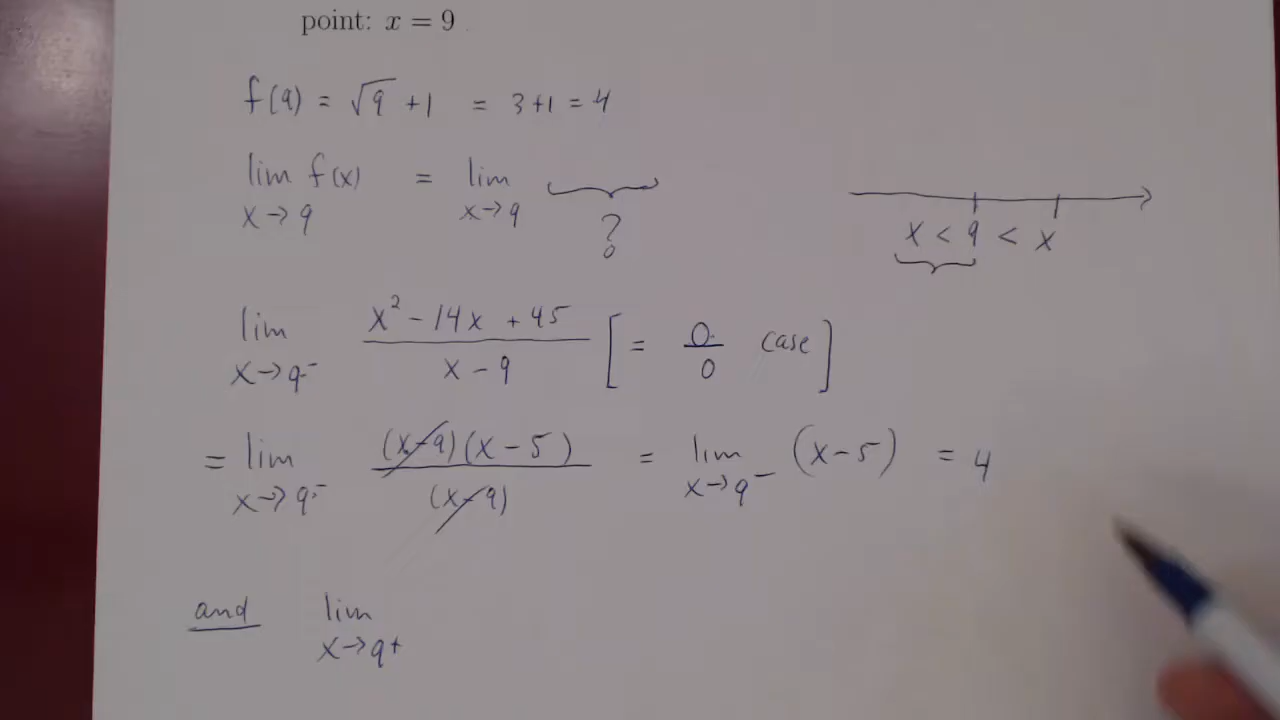 point: x = 9
f(9) = √9 + 1 = 3+1 = 4
lim f(x) = lim
x→9 x→9 ?
x < 9 < x
lim x² - 14x + 45 / x - 9 [ = 0/0 case ]
x→9⁻
= lim (x-9)(x-5) / (x-9) = lim (x-5) = 4
x→9⁻ x→9⁻
and lim
x→9+